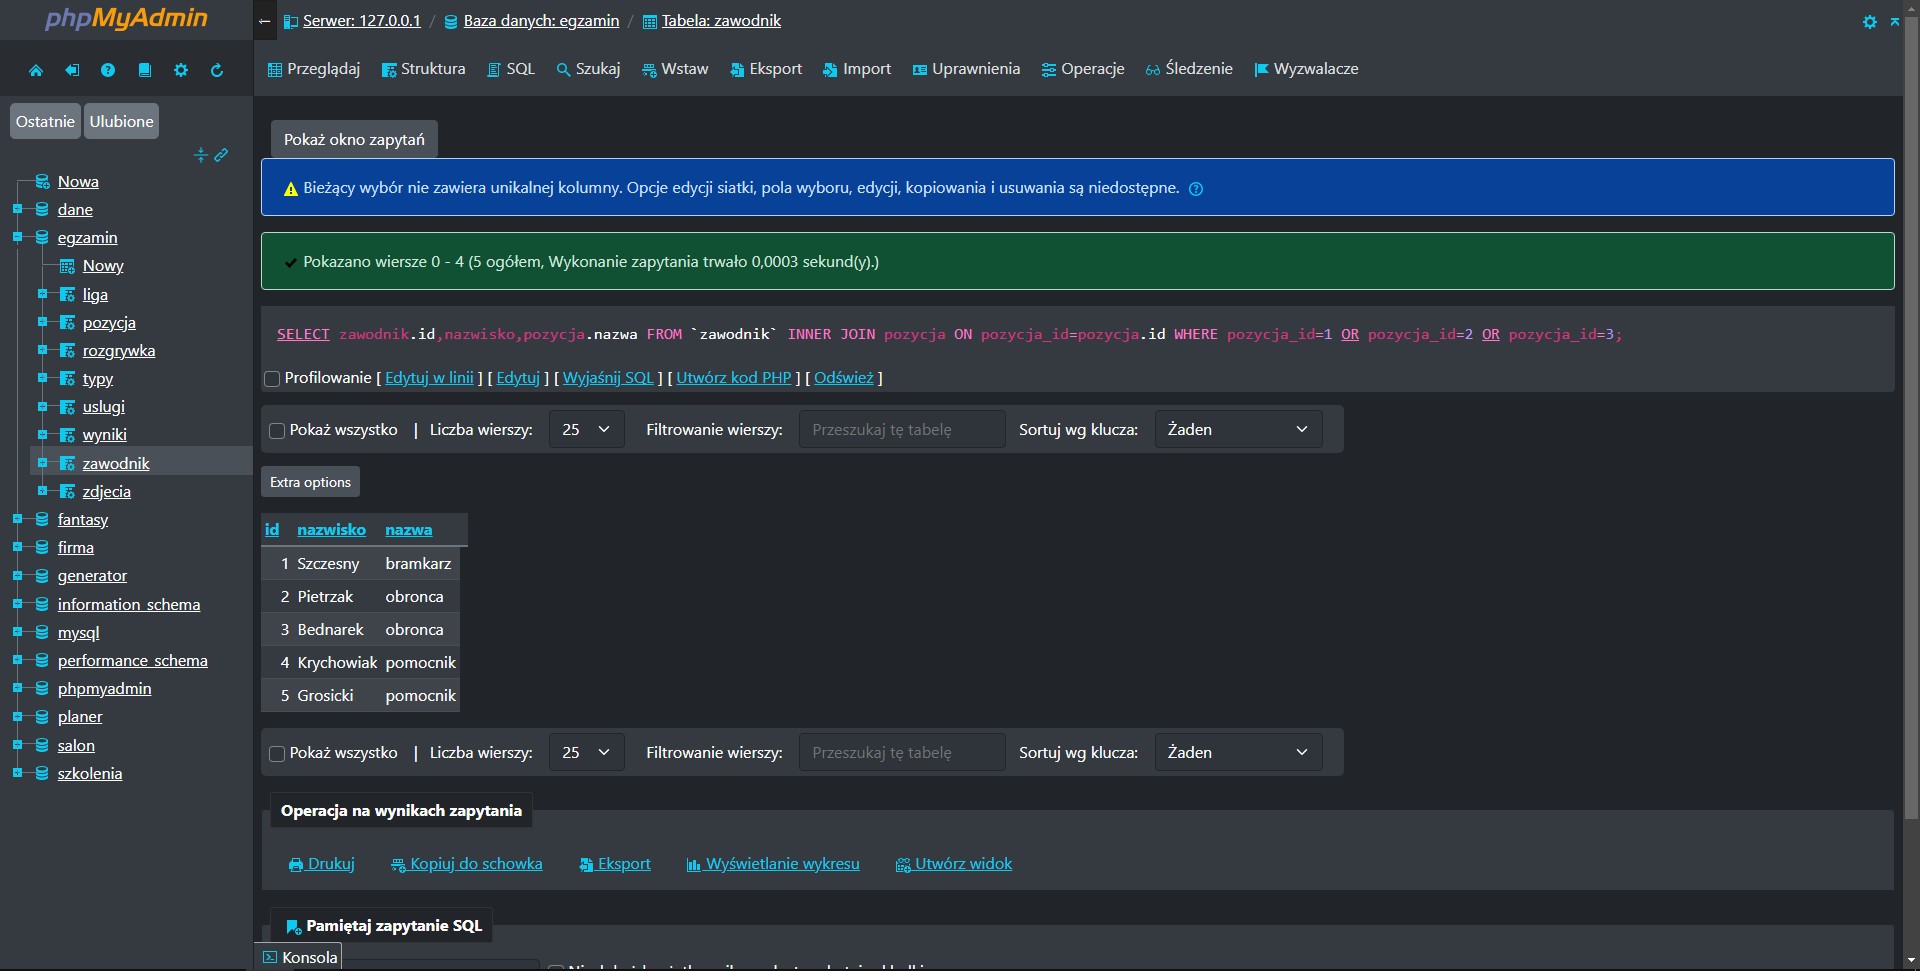 phpMyAdmin
Ostatnie Ulubione
Nowa
dane
egzamin
Nowy
liga
pozycja
rozgrywka
typy
uslugi
wyniki
zawodnik
zdjecia
fantasy
firma
generator
information_schema
mysql
performance_schema
phpmyadmin
planer
salon
szkolenia
Serwer: 127.0.0.1 / Baza danych: egzamin / Tabela: zawodnik
Przeglądaj Struktura SQL Szukaj Wstaw Eksport Import Uprawnienia Operacje Śledzenie Wyzwalacze
Pokaż okno zapytań
Bieżący wybór nie zawiera unikalnej kolumny. Opcje edycji siatki, pola wyboru, edycji, kopiowania i usuwania są niedostępne.
Pokazano wiersze 0 - 4 (5 ogółem, Wykonanie zapytania trwało 0,0003 sekund(y).)
SELECT zawodnik.id,nazwisko,pozycja.nazwa FROM `zawodnik` INNER JOIN pozycja ON pozycja_id=pozycja.id WHERE pozycja_id=1 OR pozycja_id=2 OR pozycja_id=3;
Profilowanie [ Edytuj w linii ] [ Edytuj ] [ Wyjaśnij SQL ] [ Utwórz kod PHP ] [ Odśwież ]
Pokaż wszystko | Liczba wierszy: 25 Filtrowanie wierszy: Przeszukaj tę tabelę Sortuj wg klucza: Żaden
Extra options
id nazwisko nazwa
1 Szczesny bramkarz
2 Pietrzak obronca
3 Bednarek obronca
4 Krychowiak pomocnik
5 Grosicki pomocnik
Pokaż wszystko | Liczba wierszy: 25 Filtrowanie wierszy: Przeszukaj tę tabelę Sortuj wg klucza: Żaden
Operacja na wynikach zapytania
Drukuj Kopiuj do schowka Eksport Wyświetlanie wykresu Utwórz widok
Pamiętaj zapytanie SQL
Konsola